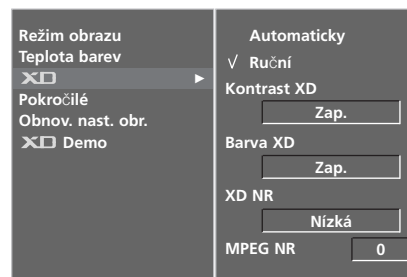 Režim obrazu
Teplota barev
XD
Pokročilé
Obnov. nast. obr.
XD Demo
Automaticky
√ Ruční
Kontrast XD
Zap.
Barva XD
Zap.
XD NR
Nízká
MPEG NR 0